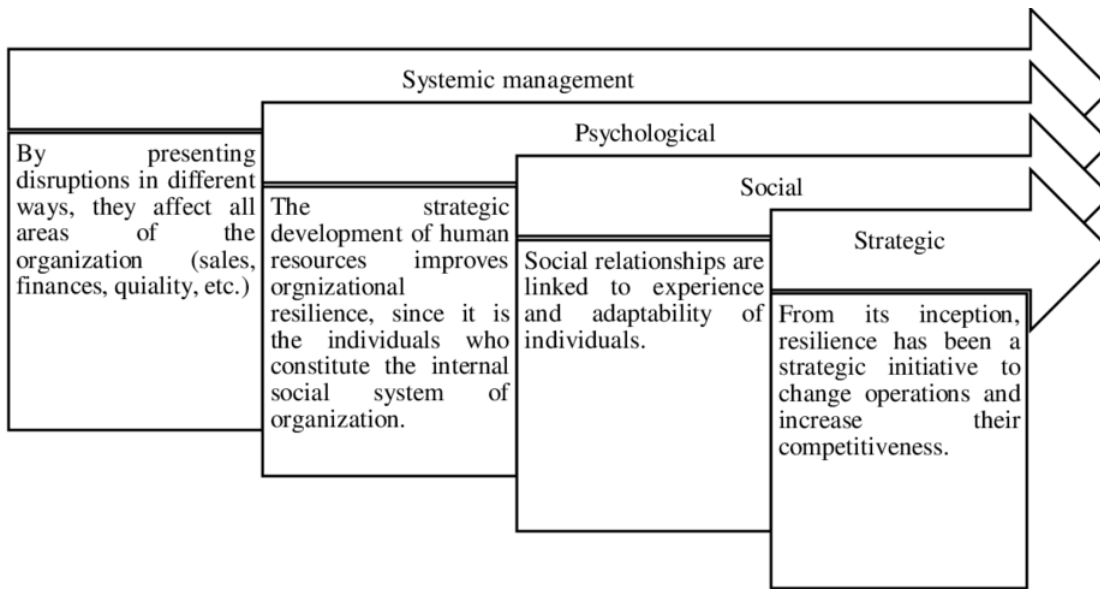 Systemic management
By presenting
disruptions in different
ways, they affect all
areas of the
organization (sales,
finances, quiality, etc.)
Psychological
The strategic
development of human
resources improves
orgnizational
resilience, since it is
the individuals who
constitute the internal
social system of
organization.
Social
Social relationships are
linked to experience
and adaptability of
individuals.
Strategic
From its inception,
resilience has been a
strategic initiative to
change operations and
increase their
competitiveness.